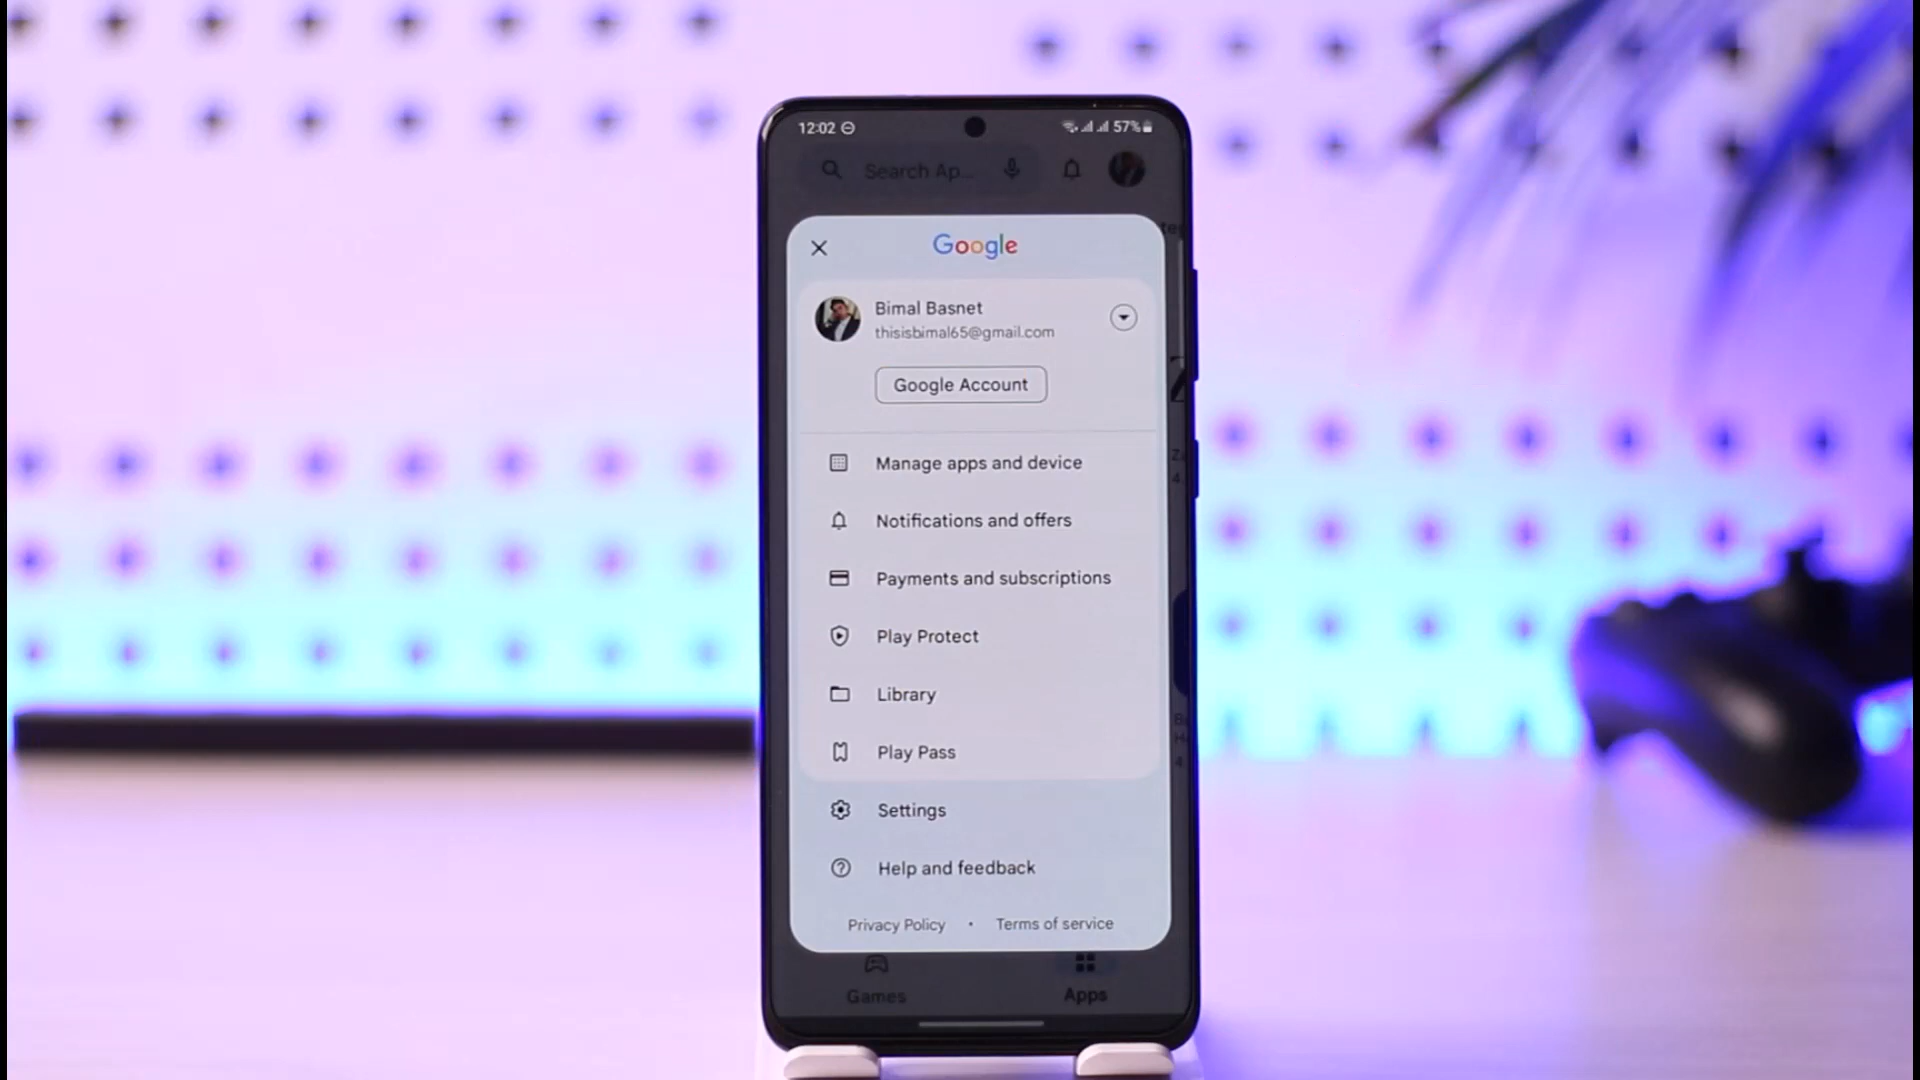 12:02
57%
Search Ap...
Google
Bimal Basnet
thisisbimal65@gmail.com
Google Account
Manage apps and device
Notifications and offers
Payments and subscriptions
Play Protect
Library
Play Pass
Settings
Help and feedback
Privacy Policy • Terms of service
Games
Apps